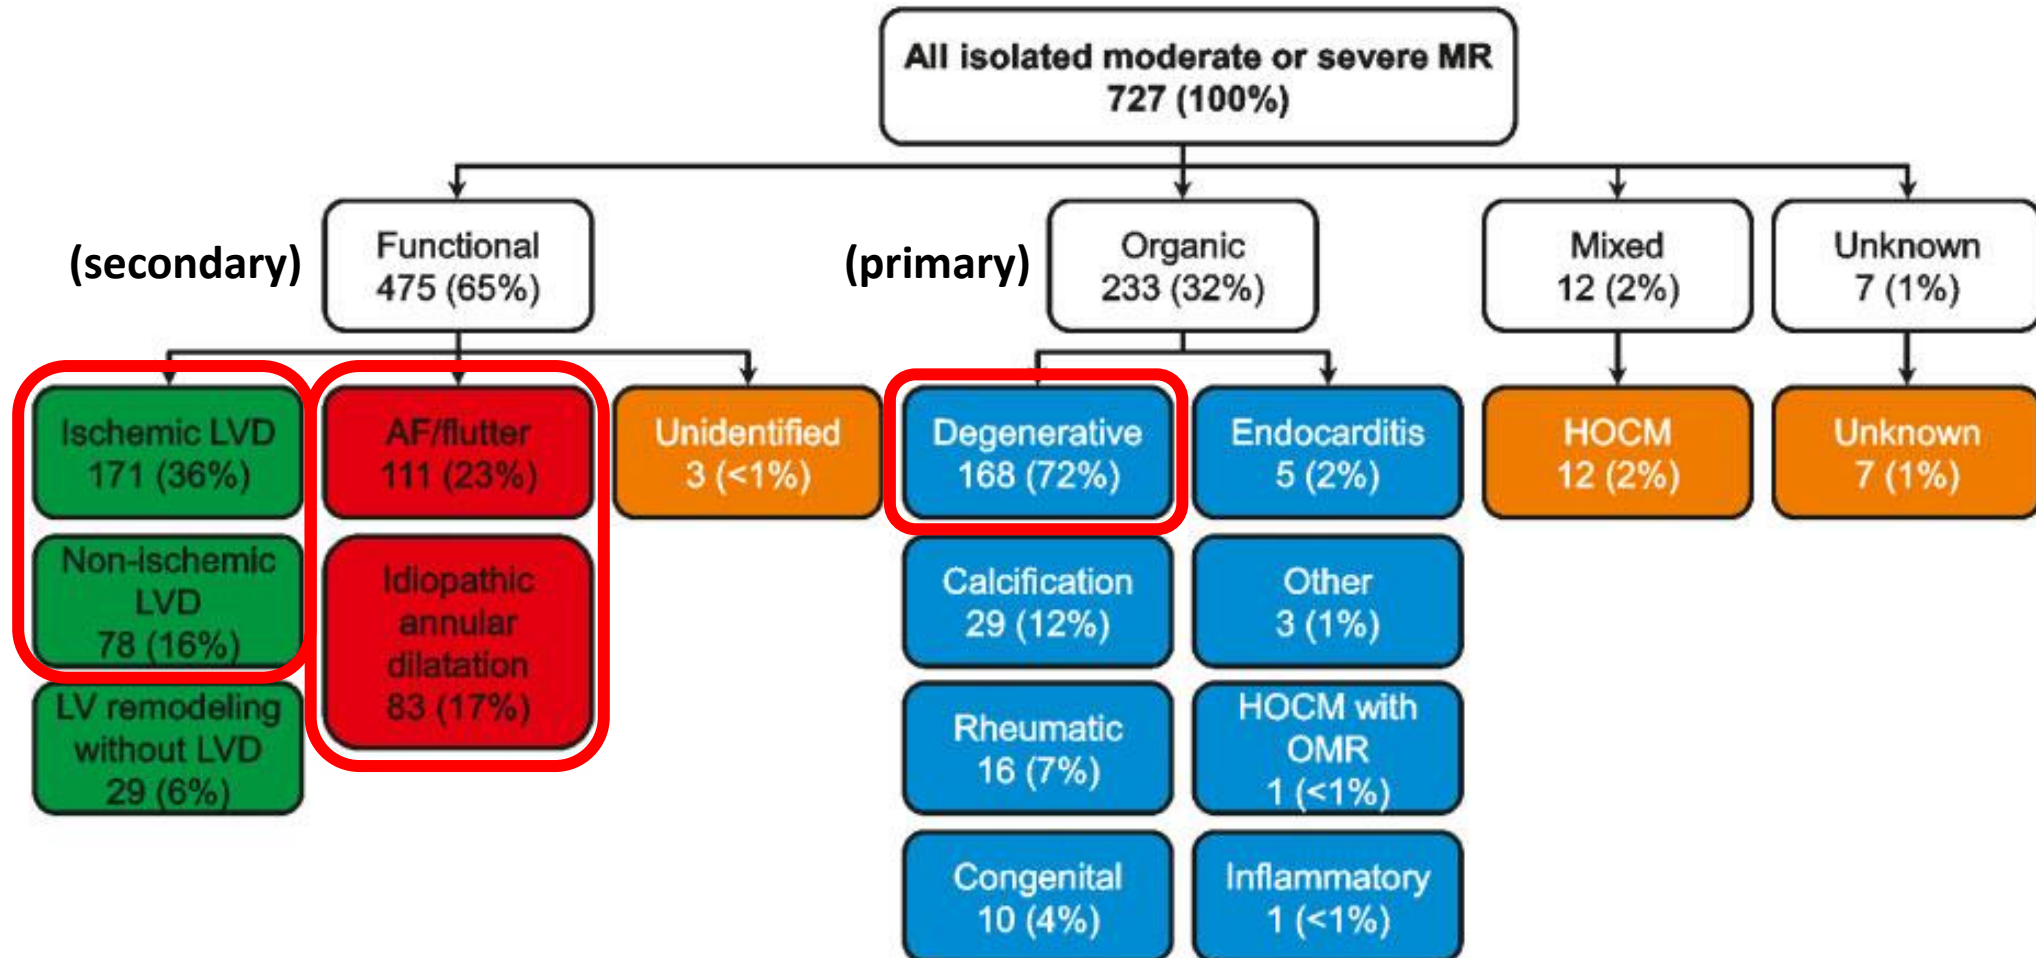 All isolated moderate or severe MR
727 (100%)
(secondary)
Functional
475 (65%)
(primary)
Organic
233 (32%)
Mixed
12 (2%)
Unknown
7 (1%)
Ischemic LVD
171 (36%)
AF/flutter
111 (23%)
Unidentified
3 (<1%)
Degenerative
168 (72%)
Endocarditis
5 (2%)
HOCM
12 (2%)
Unknown
7 (1%)
Non-ischemic
LVD
78 (16%)
Idiopathic
annular
dilatation
83 (17%)
Calcification
29 (12%)
Other
3 (1%)
LV remodeling
without LVD
29 (6%)
Rheumatic
16 (7%)
HOCM with
OMR
1 (<1%)
Congenital
10 (4%)
Inflammatory
1 (<1%)